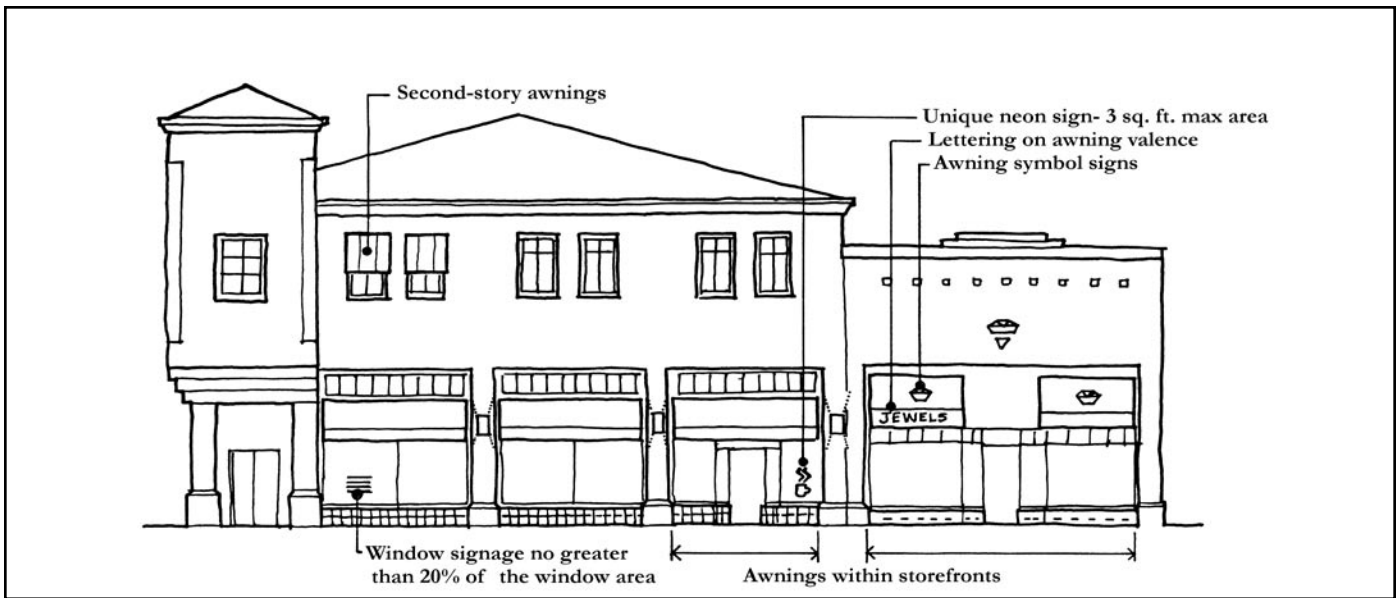 Second-story awnings
Unique neon sign- 3 sq. ft. max area
Lettering on awning valence
Awning symbol signs
JEWELS
Window signage no greater
than 20% of the window area
Awnings within storefronts